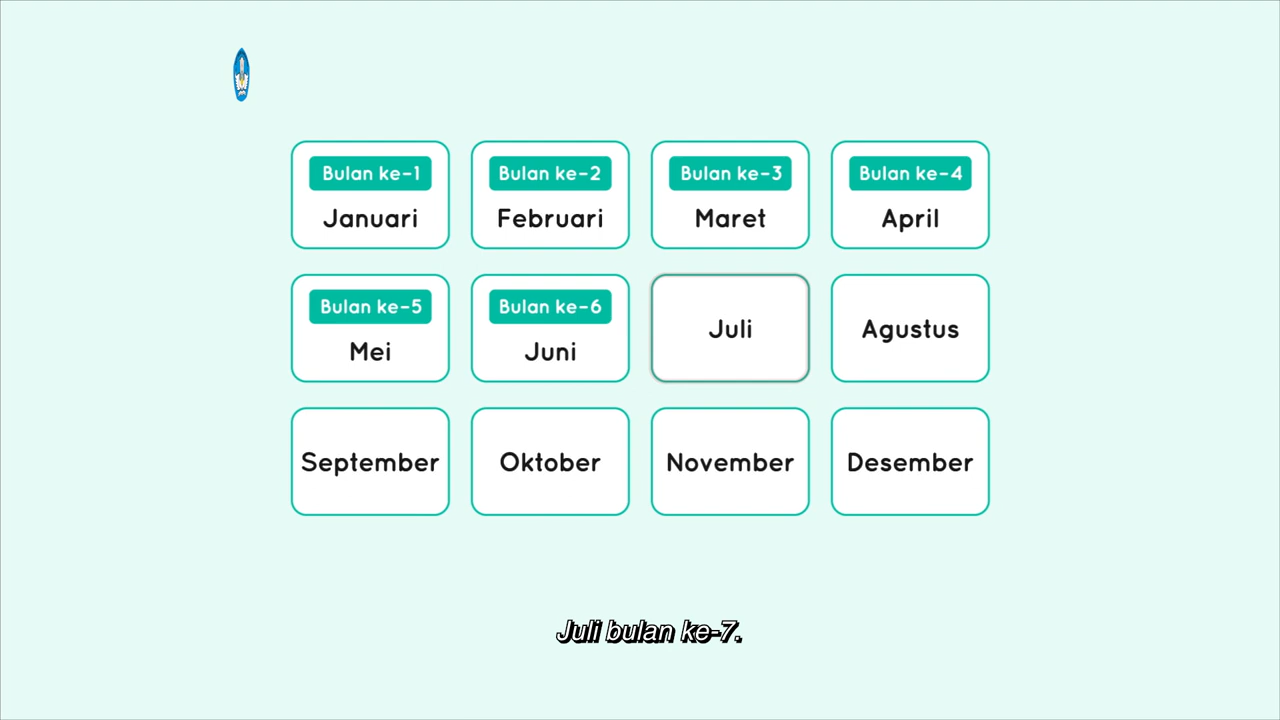 Bulan ke-1
Januari
Bulan ke-2
Februari
Bulan ke-3
Maret
Bulan ke-4
April
Bulan ke-5
Mei
Bulan ke-6
Juni
Juli
Agustus
September
Oktober
November
Desember
Juli bulan ke-7.